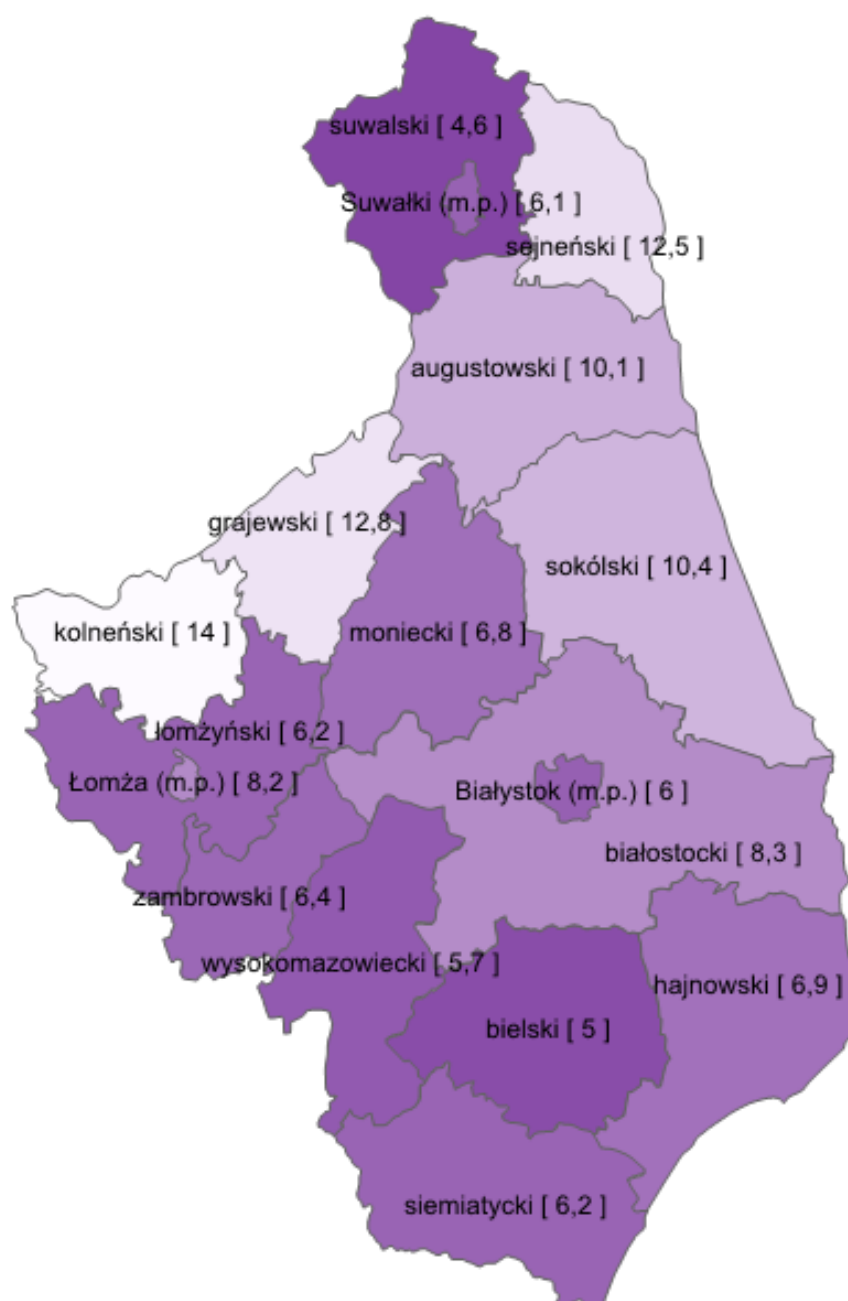 suwalski [ 4,6 ]
Suwałki (m.p.) [ 6,1 ]
sejneński [ 12,5 ]
augustowski [ 10,1 ]
grajewski [ 12,8 ]
sokólski [ 10,4 ]
kolneński [ 14 ]
moniecki [ 6,8 ]
łomżyński [ 6,2 ]
Łomża (m.p.) [ 8,2 ]
Białystok (m.p.) [ 6 ]
białostocki [ 8,3 ]
zambrowski [ 6,4 ]
wysokomazowiecki [ 5,7 ]
hajnowski [ 6,9 ]
bielski [ 5 ]
siemiatycki [ 6,2 ]